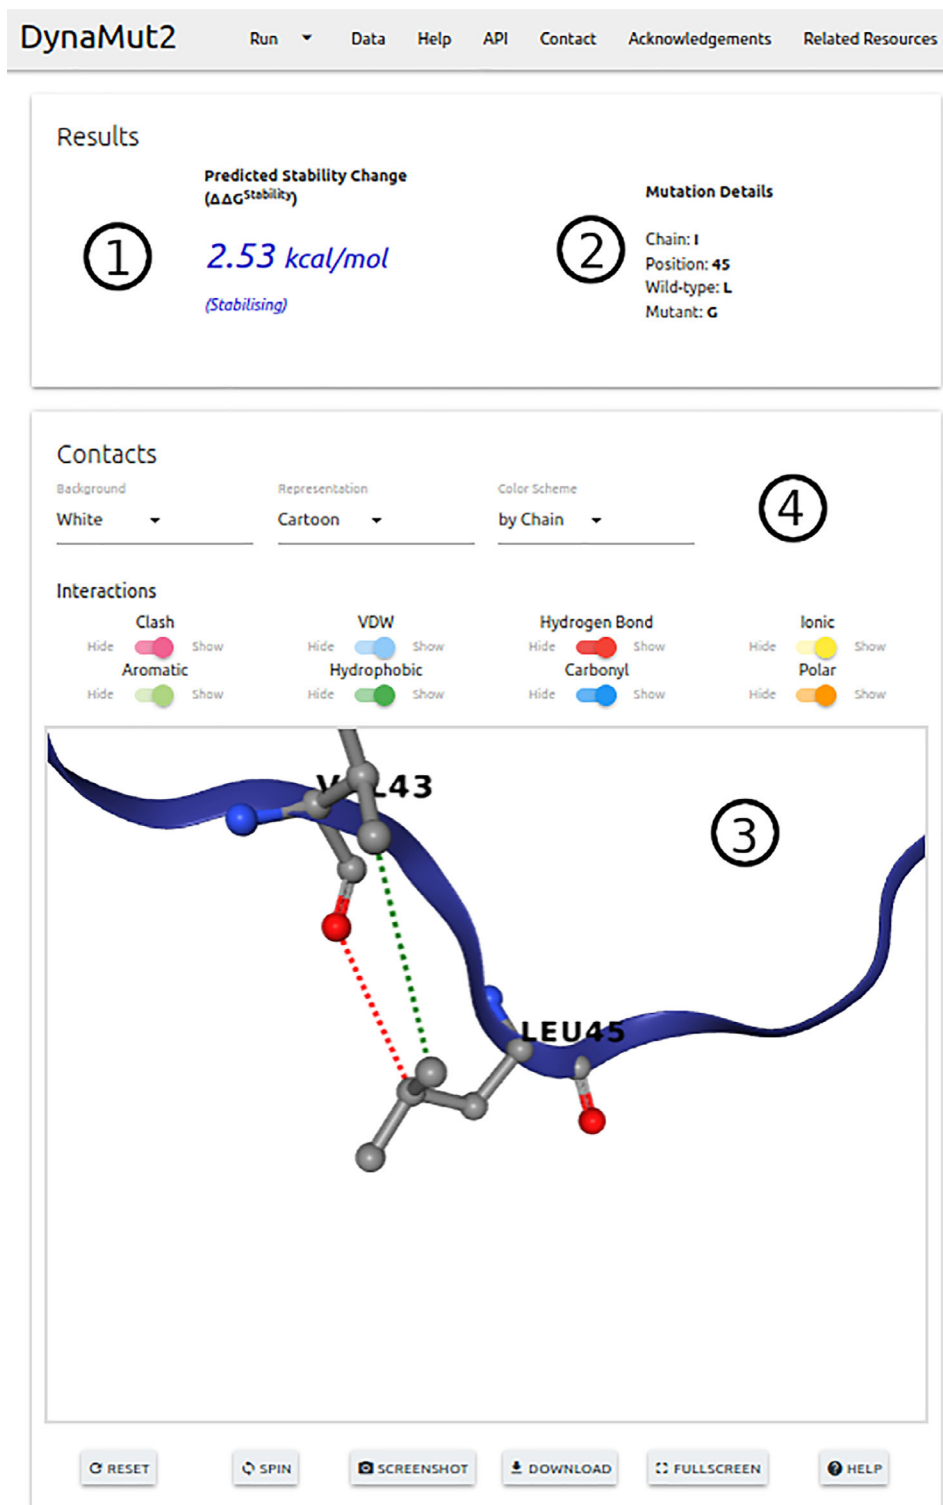 DynaMut2 Run Data Help API Contact Acknowledgements Related Resources
Results
Predicted Stability Change
(ΔΔG^Stability)
1
2.53 kcal/mol
(Stabilising)
2
Mutation Details
Chain: I
Position: 45
Wild-type: L
Mutant: G
Contacts
Background Representation Color Scheme
White Cartoon by Chain
4
Interactions
Clash VDW Hydrogen Bond Ionic
Hide Show Hide Show Hide Show Hide Show
Aromatic Hydrophobic Carbonyl Polar
Hide Show Hide Show Hide Show Hide Show
VAL43
3
LEU45
RESET SPIN SCREENSHOT DOWNLOAD FULLSCREEN HELP